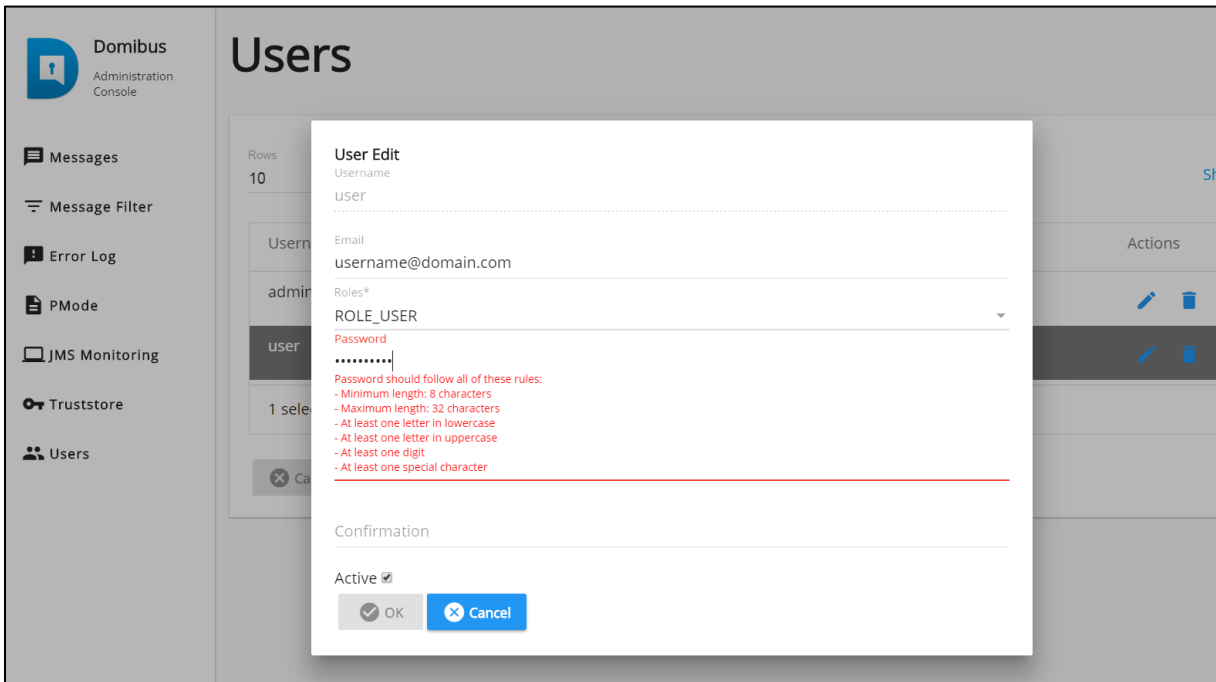 Domibus
Administration
Console
Messages
Message Filter
Error Log
PMode
JMS Monitoring
Truststore
Users
Users
Rows
10
Sh
Usern
Actions
admin
user
1 sele
Ca
User Edit
Username
user
Email
username@domain.com
Roles*
ROLE_USER
Password
••••••••••
Password should follow all of these rules:
- Minimum length: 8 characters
- Maximum length: 32 characters
- At least one letter in lowercase
- At least one letter in uppercase
- At least one digit
- At least one special character
Confirmation
Active
OK
Cancel